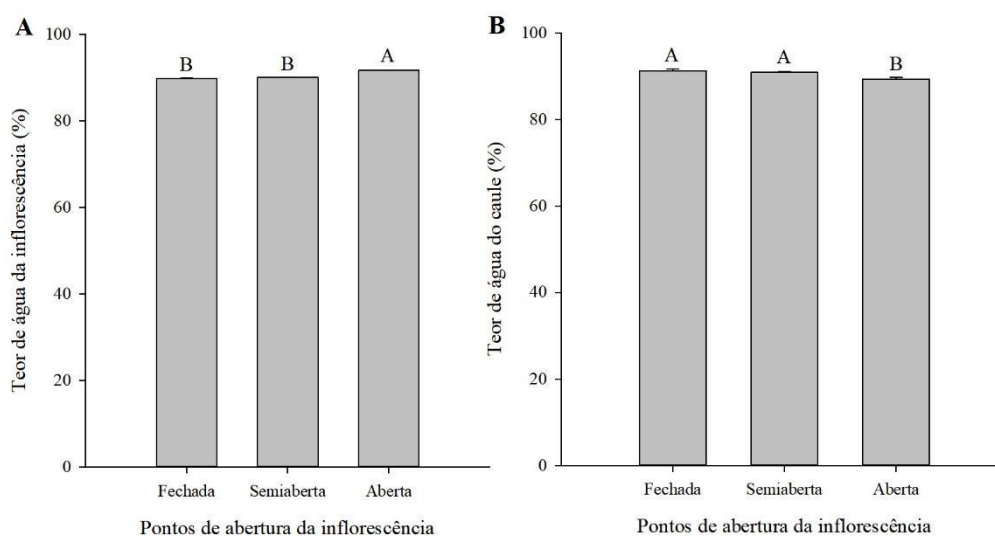 A
Teor de água da inflorescência (%)
100
80
60
40
20
0
B
B
A
Fechada
Semiaberta
Aberta
Pontos de abertura da inflorescência
B
Teor de água do caule (%)
100
80
60
40
20
0
A
A
B
Fechada
Semiaberta
Aberta
Pontos de abertura da inflorescência